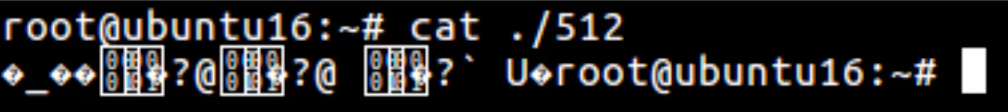 root@ubuntu16:~# cat ./512
�_��?@�?@ �?` U�root@ubuntu16:~#